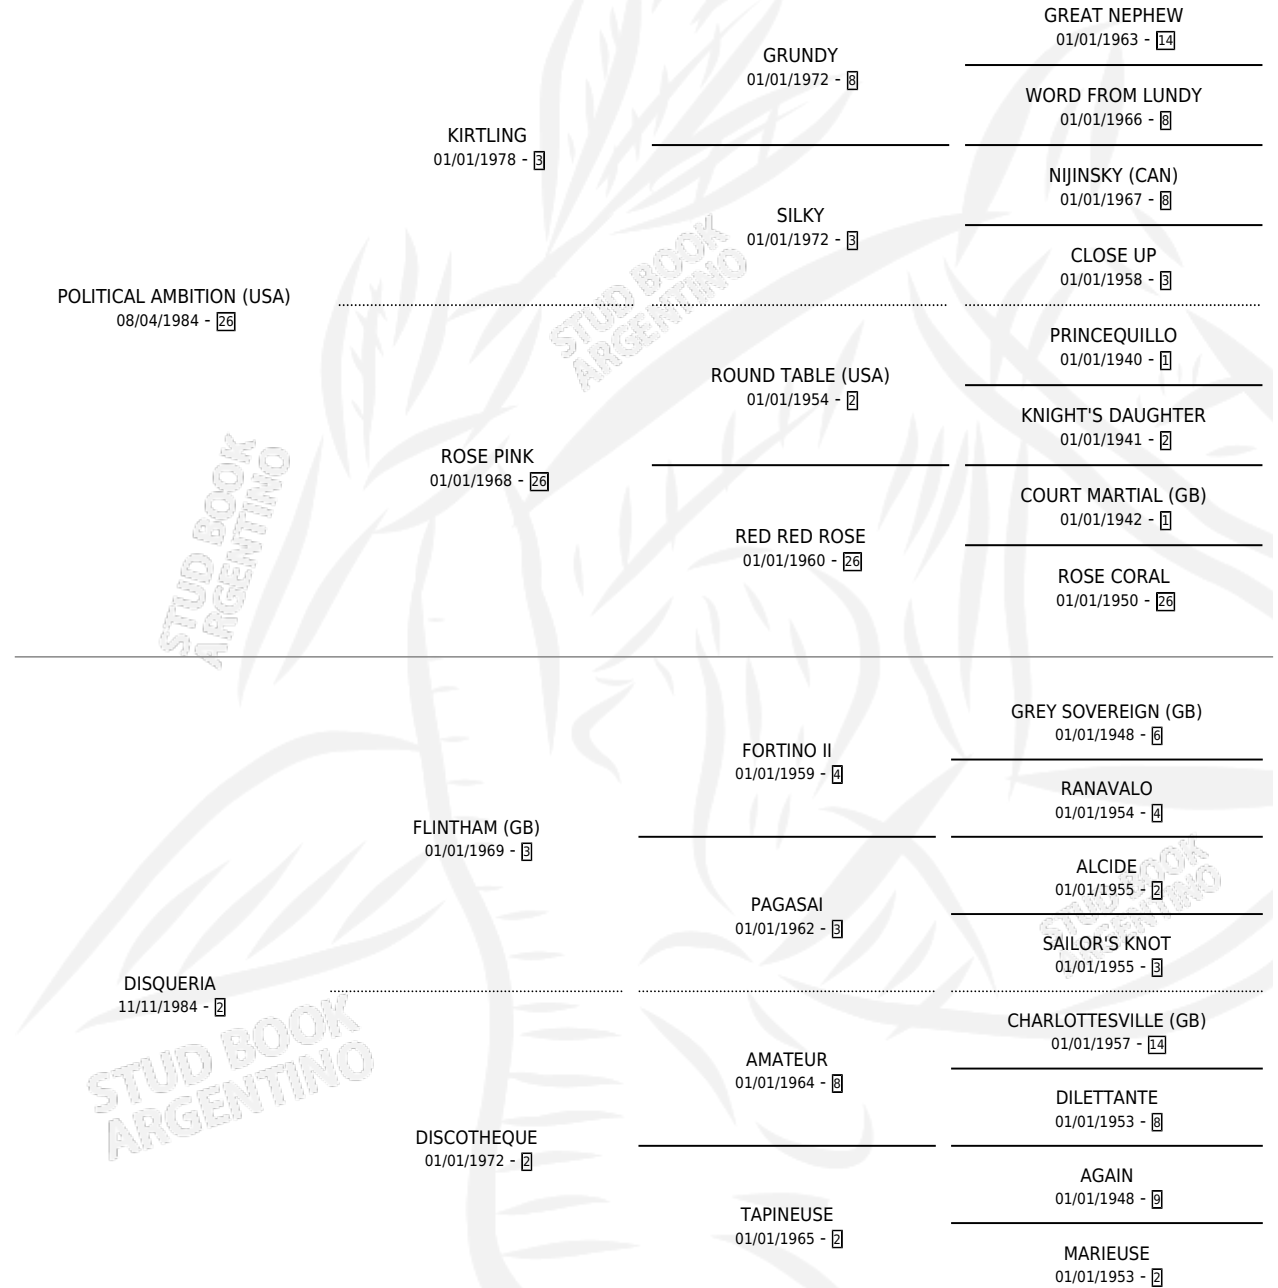 GREAT NEPHEW
01/01/1963 - 14
GRUNDY
01/01/1972 - 8
WORD FROM LUNDY
01/01/1966 - 8
KIRTLING
01/01/1978 - 3
NIJINSKY (CAN)
01/01/1967 - 8
SILKY
01/01/1972 - 3
CLOSE UP
01/01/1958 - 3
POLITICAL AMBITION (USA)
08/04/1984 - 26
PRINCEQUILLO
01/01/1940 - 1
ROUND TABLE (USA)
01/01/1954 - 2
KNIGHT'S DAUGHTER
01/01/1941 - 2
ROSE PINK
01/01/1968 - 26
COURT MARTIAL (GB)
01/01/1942 - 1
RED RED ROSE
01/01/1960 - 26
ROSE CORAL
01/01/1950 - 26
STUD BOOK
ARGENTINO
STUD BOOK
ARGENTINO
GREY SOVEREIGN (GB)
01/01/1948 - 6
FORTINO II
01/01/1959 - 4
RANAVALO
01/01/1954 - 4
FLINTHAM (GB)
01/01/1969 - 3
ALCIDE
01/01/1955 - 2
PAGASAI
01/01/1962 - 3
SAILOR'S KNOT
01/01/1955 - 3
STUD BOOK
ARGENTINO
DISQUERIA
11/11/1984 - 2
CHARLOTTESVILLE (GB)
01/01/1957 - 14
AMATEUR
01/01/1964 - 8
DILETTANTE
01/01/1953 - 8
DISCOTHEQUE
01/01/1972 - 2
AGAIN
01/01/1948 - 9
TAPINEUSE
01/01/1965 - 2
MARIEUSE
01/01/1953 - 2
STUD BOOK
ARGENTINO